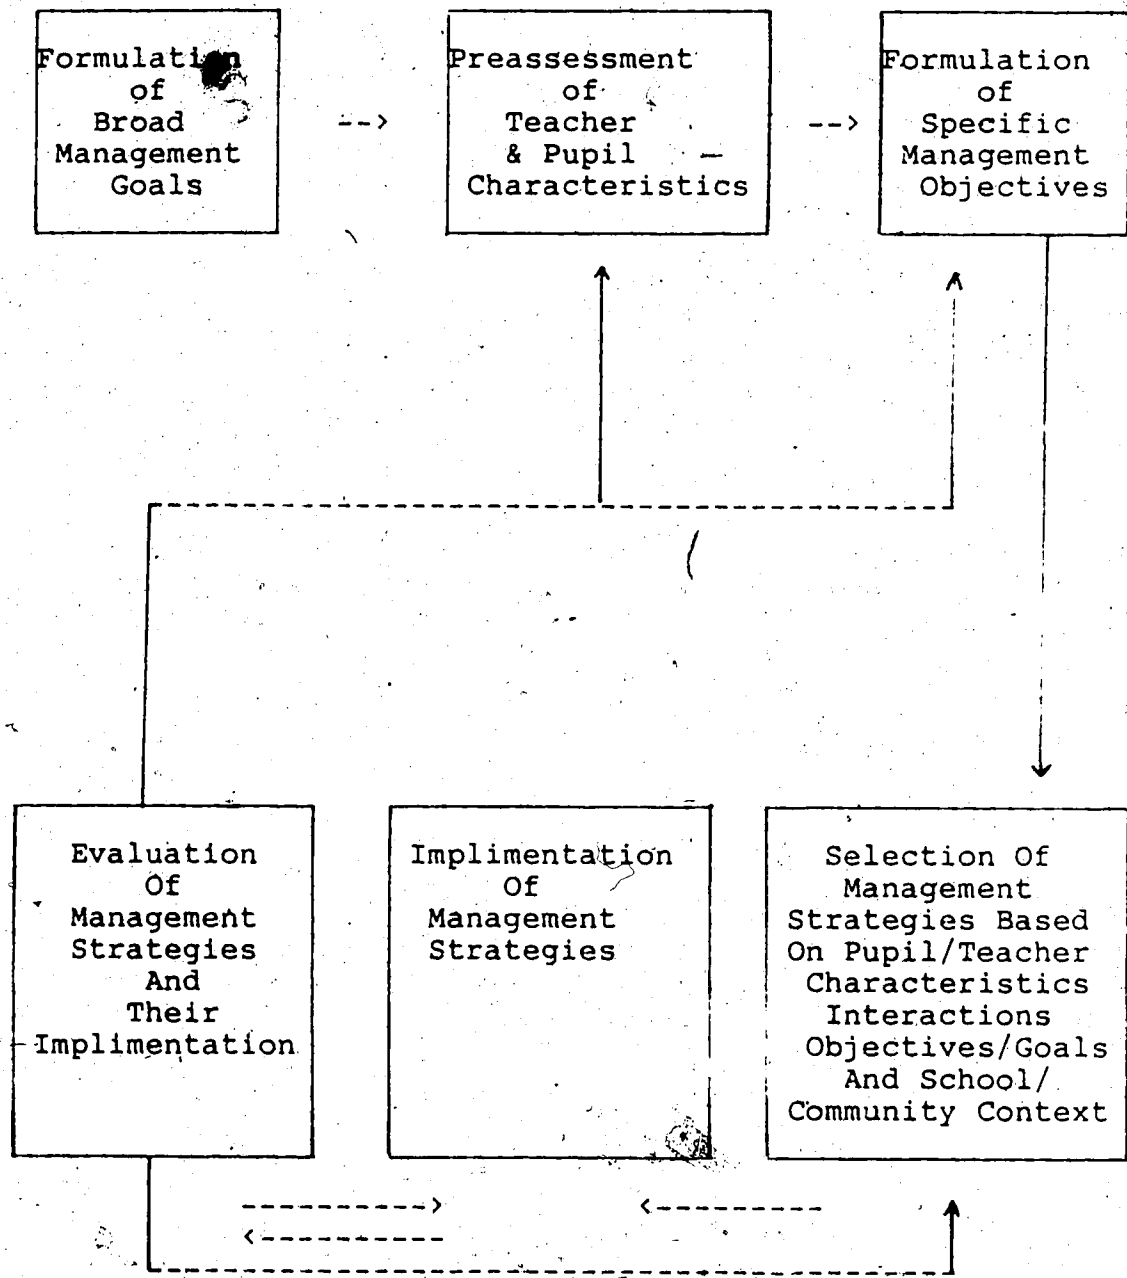 Formulation
of
Broad
Management
Goals
-->
Preassessment
of
Teacher
& Pupil
Characteristics
-->
Formulation
of
Specific
Management
Objectives
Evaluation
Of
Management
Strategies
And
Their
Implimentation
Implimentation
Of
Management
Strategies
Selection Of
Management
Strategies Based
On Pupil/Teacher
Characteristics
Interactions
Objectives/Goals
And School/
Community Context